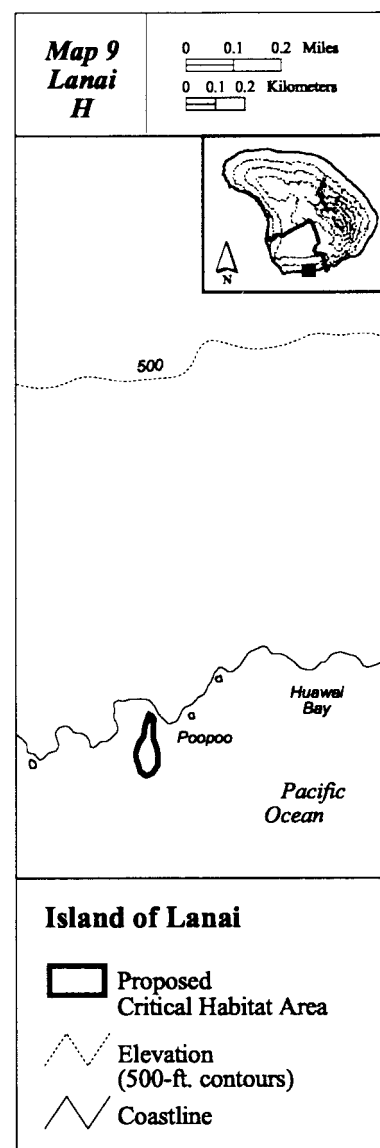 Map 9
Lanai
H
0 0.1 0.2 Miles
0 0.1 0.2 Kilometers
N
500
Huawai
Bay
Poopoo
Pacific
Ocean
Island of Lanai
Proposed
Critical Habitat Area
Elevation
(500-ft. contours)
Coastline